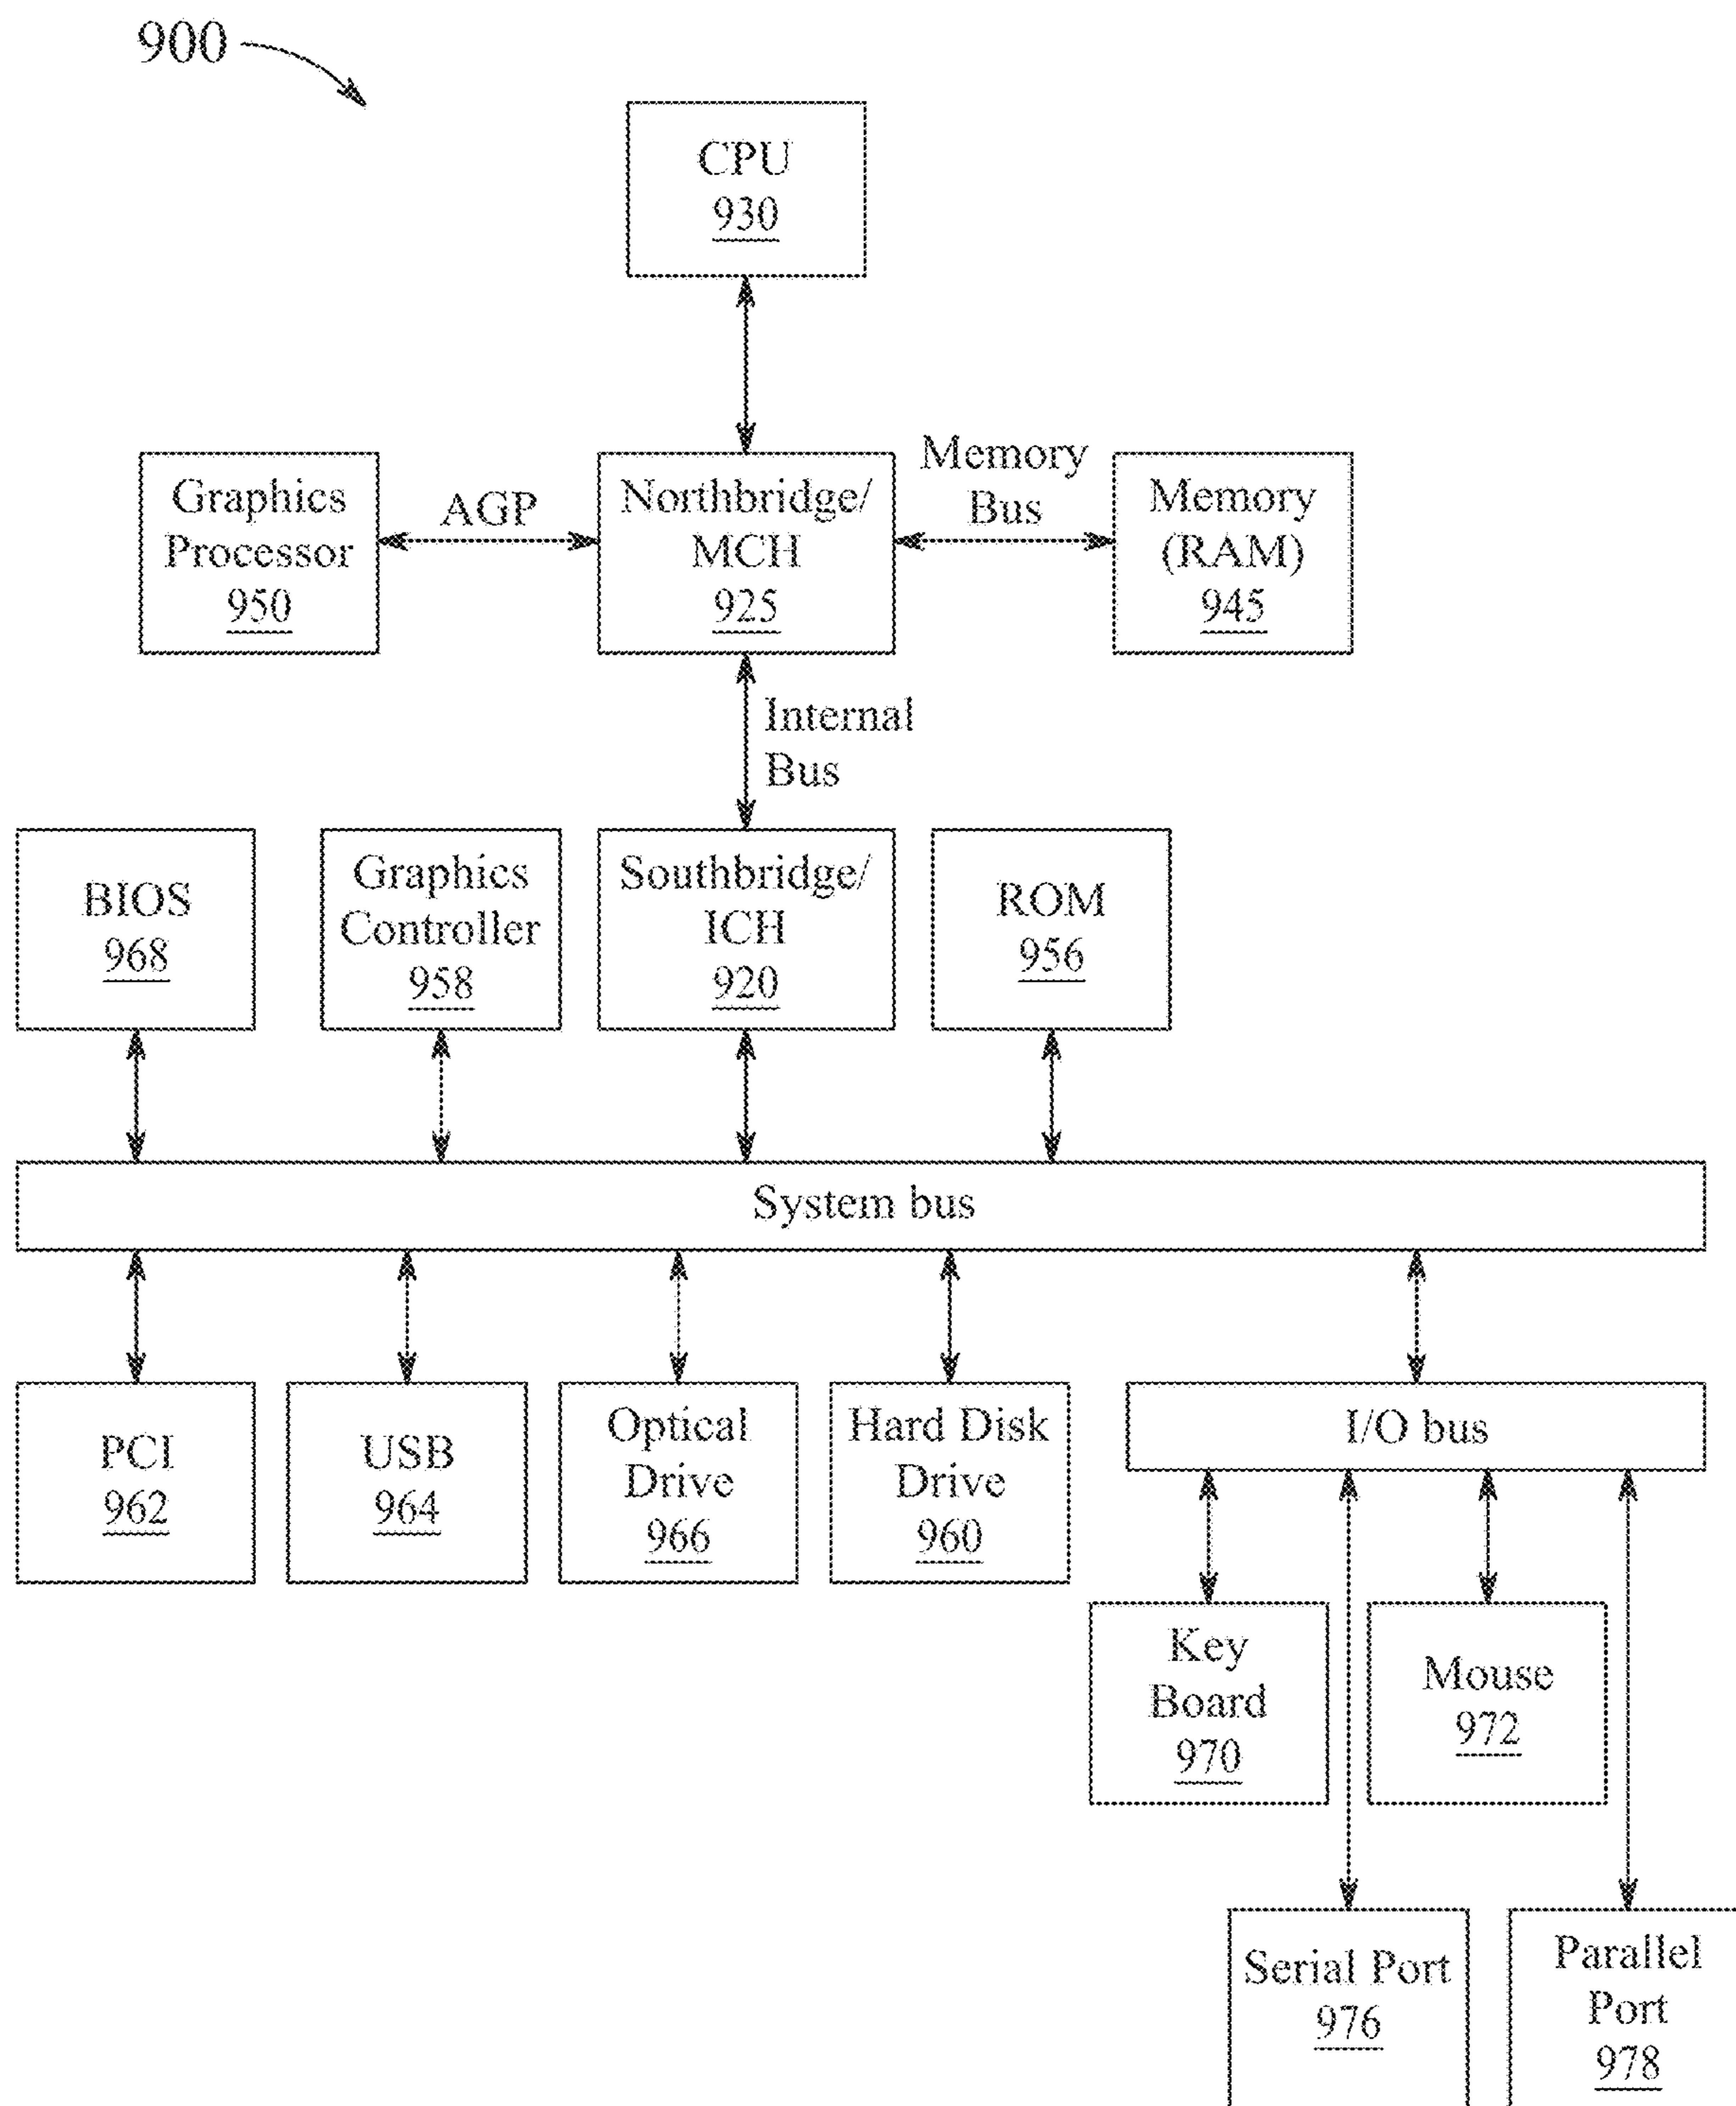 900
CPU
930
Graphics
Processor
950
AGP
Northbridge/
MCH
925
Memory
Bus
Memory
(RAM)
945
Internal
Bus
BIOS
968
Graphics
Controller
958
Southbridge/
ICH
920
ROM
956
System bus
PCI
962
USB
964
Optical
Drive
966
Hard Disk
Drive
960
I/O bus
Key
Board
970
Mouse
972
Serial Port
976
Parallel
Port
978